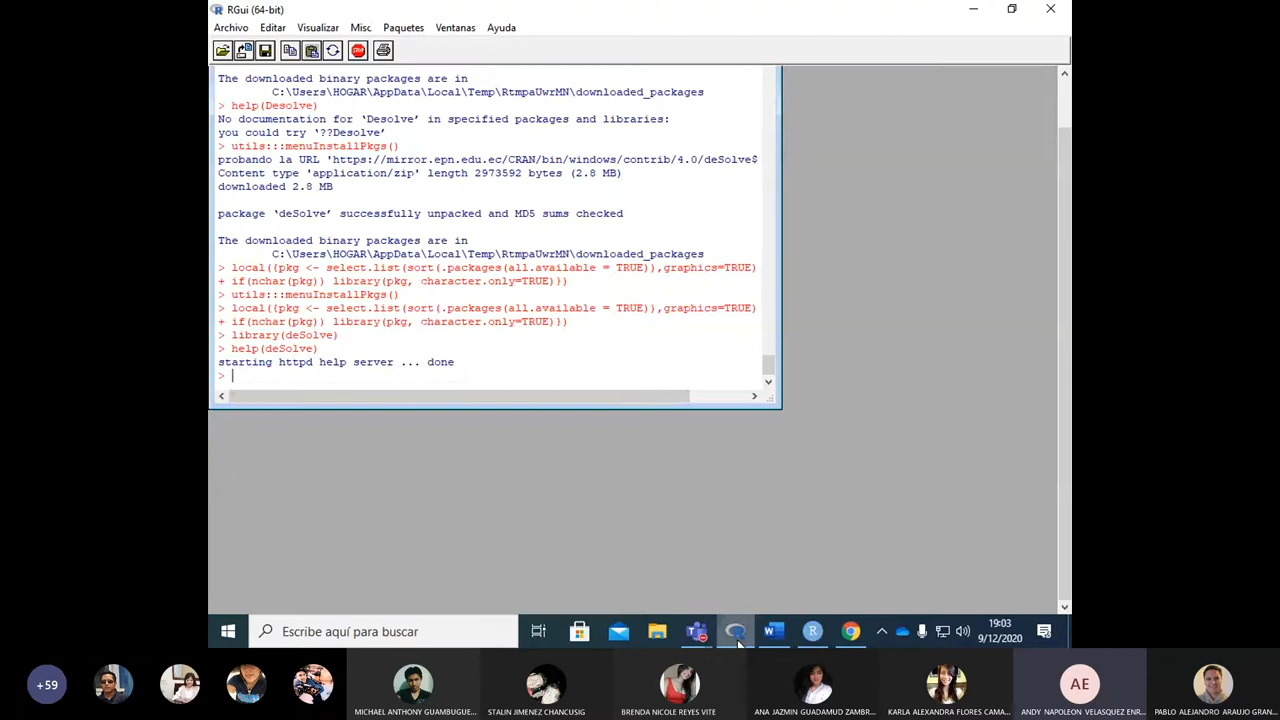 RGui (64-bit)
Archivo Editar Visualizar Misc Paquetes Ventanas Ayuda
STOP
The downloaded binary packages are in
C:\Users\HOGAR\AppData\Local\Temp\RtmpaUwrMN\downloaded_packages
> help(Desolve)
No documentation for ‘Desolve’ in specified packages and libraries:
you could try ‘??Desolve’
> utils:::menuInstallPkgs()
probando la URL 'https://mirror.epn.edu.ec/CRAN/bin/windows/contrib/4.0/deSolve$
Content type 'application/zip' length 2973592 bytes (2.8 MB)
downloaded 2.8 MB
package ‘deSolve’ successfully unpacked and MD5 sums checked
The downloaded binary packages are in
C:\Users\HOGAR\AppData\Local\Temp\RtmpaUwrMN\downloaded_packages
> local({pkg <- select.list(sort(.packages(all.available = TRUE)),graphics=TRUE)
+ if(nchar(pkg)) library(pkg, character.only=TRUE)})
> utils:::menuInstallPkgs()
> local({pkg <- select.list(sort(.packages(all.available = TRUE)),graphics=TRUE)
+ if(nchar(pkg)) library(pkg, character.only=TRUE)})
> library(deSolve)
> help(deSolve)
starting httpd help server ... done
>
Escribe aquí para buscar
19:03
9/12/2020
+59
MICHAEL ANTHONY GUAMBUGUE...
STALIN JIMENEZ CHANCUSIG
BRENDA NICOLE REYES VITE
ANA JAZMIN GUADAMUD ZAMBR...
KARLA ALEXANDRA FLORES CAMA...
AE
ANDY NAPOLEON VELASQUEZ ENR...
PABLO ALEJANDRO ARAUJO GRAN...